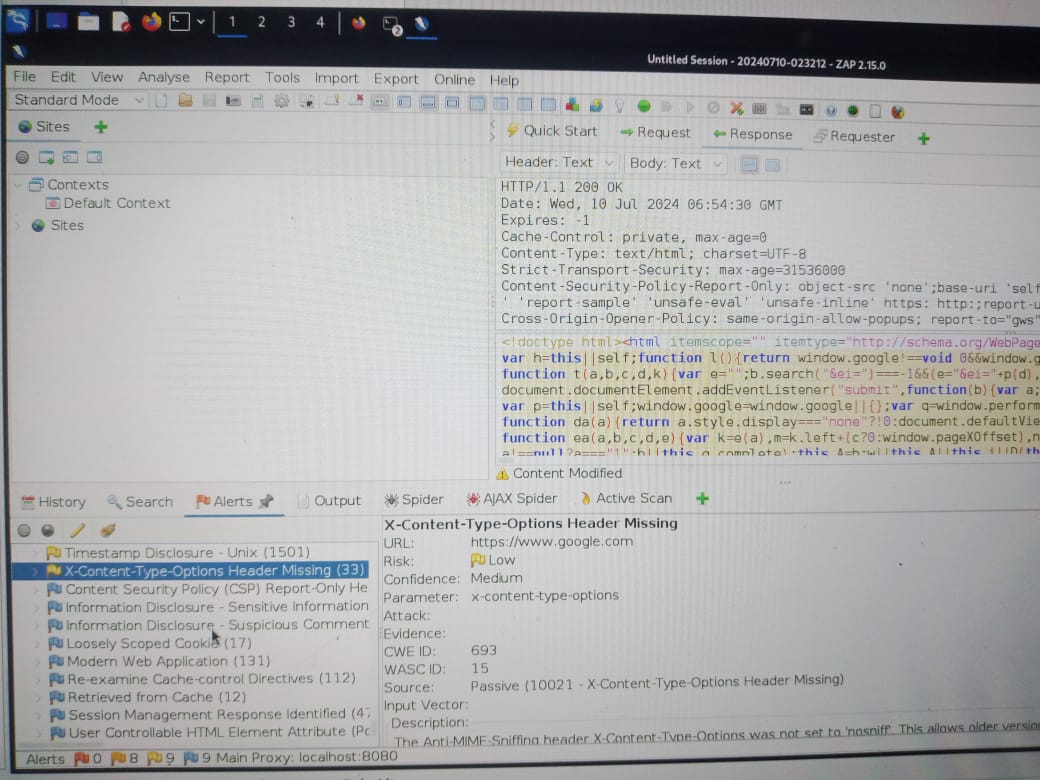 1 2 3 4 2
Untitled Session - 20240710-023212 - ZAP 2.15.0
File Edit View Analyse Report Tools Import Export Online Help
Standard Mode
Sites
Quick Start Request Response Requester
Header: Text Body: Text
Contexts
Default Context
Sites
HTTP/1.1 200 OK
Date: Wed, 10 Jul 2024 06:54:30 GMT
Expires: -1
Cache-Control: private, max-age=0
Content-Type: text/html; charset=UTF-8
Strict-Transport-Security: max-age=31536000
Content-Security-Policy-Report-Only: object-src 'none';base-uri 'self
' 'report-sample' 'unsafe-eval' 'unsafe-inline' https: http:;report-u
Cross-Origin-Opener-Policy: same-origin-allow-popups; report-to="gws"
<!doctype html><html itemscope="" itemtype="http://schema.org/WebPage
var h=this||self;function l(){return window.google!==void 0&&window.g
function t(a,b,c,d,k){var e="";b.search("&ei=")===-1&&(e="&ei="+p(d),
document.documentElement.addEventListener("submit",function(b){var a;
var p=this||self;window.google=window.google||{};var q=window.perform
function da(a){return a.style.display==="none"?!0:document.defaultVie
function ea(a,b,c,d,e){var k=e(a),m=k.left+(c?0:window.pageXOffset),n
Content Modified
History Search Alerts Output Spider AJAX Spider Active Scan
Timestamp Disclosure - Unix (1501)
X-Content-Type-Options Header Missing (33)
Content Security Policy (CSP) Report-Only He
Information Disclosure - Sensitive Information
Information Disclosure - Suspicious Comment
Loosely Scoped Cookie (17)
Modern Web Application (131)
Re-examine Cache-control Directives (112)
Retrieved from Cache (12)
Session Management Response Identified (47
User Controllable HTML Element Attribute (Po
X-Content-Type-Options Header Missing
URL: https://www.google.com
Risk: Low
Confidence: Medium
Parameter: x-content-type-options
Attack:
Evidence:
CWE ID: 693
WASC ID: 15
Source: Passive (10021 - X-Content-Type-Options Header Missing)
Input Vector:
Description:
The Anti-MIME-Sniffing header X-Content-Type-Options was not set to 'nosniff'. This allows older versio
Alerts 0 8 9 9 Main Proxy: localhost:8080